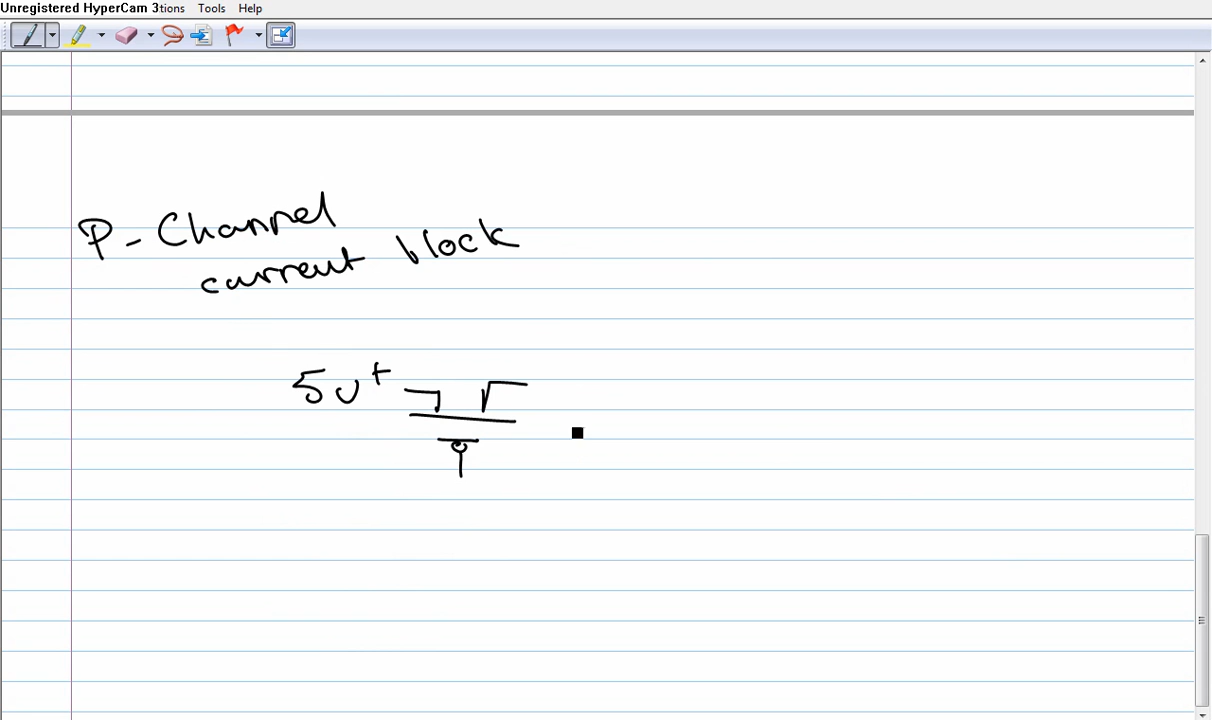 Unregistered HyperCam 3tions Tools Help
P-Channel
current block
5v+